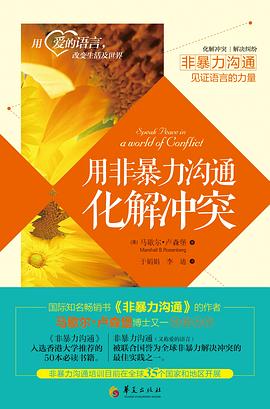 用爱的语言，
改变生活及世界
化解冲突｜解决纠纷
非暴力沟通
见证语言的力量
Speak Peace in
a world of Conflict
用非暴力沟通
化解冲突
马歇尔·卢森堡 著
Marshall B.Rosenberg
于娟娟 李迪 译
国际知名畅销书《非暴力沟通》的作者
马歇尔·卢森堡博士又一
《非暴力沟通》
入选香港大学推荐的
50本必读书籍。
非暴力沟通（又称爱的语言）
被联合国誉为全球非暴力解决冲突的
最佳实践之一。
非暴力沟通培训目前在全球35个国家和地区开展
华夏出版社